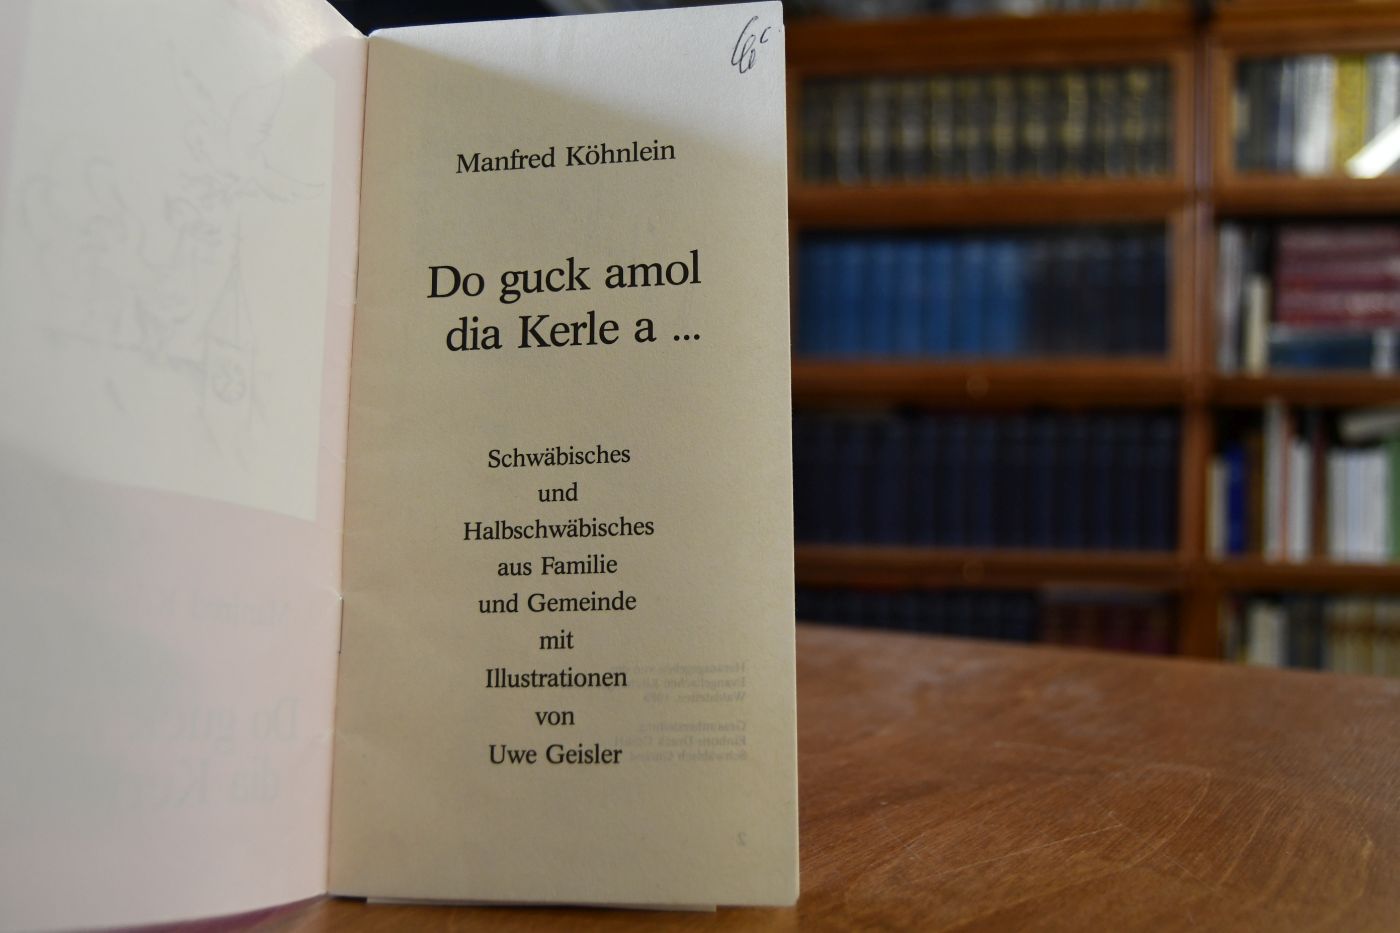 Manfred Köhnlein
Do guck amol
dia Kerle a ...
Schwäbisches
und
Halbschwäbisches
aus Familie
und Gemeinde
mit
Illustrationen
von
Uwe Geisler